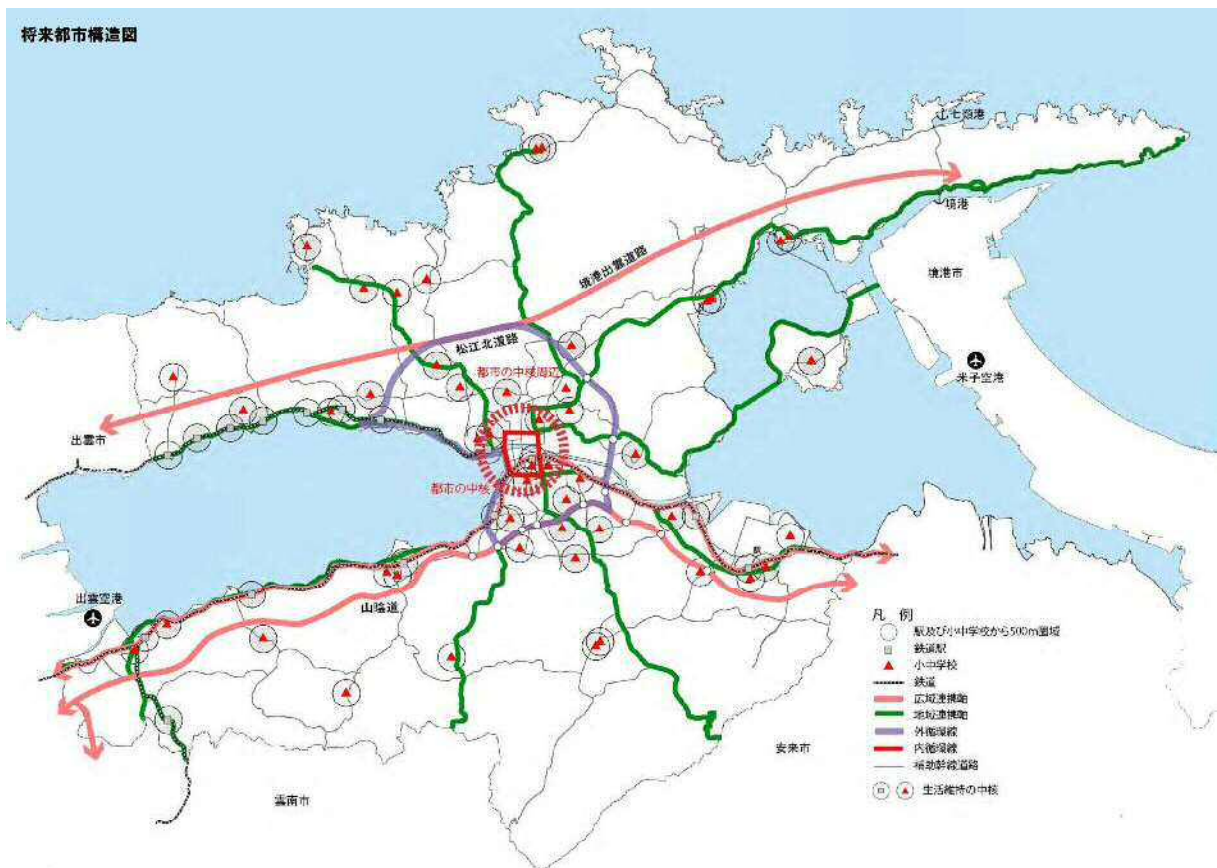 将来都市構造図
七類港
境港
境港市
境港出雲道路
松江北道路
都市の中核周辺
米子空港
出雲市
都市の中核
出雲空港
山陰道
安来市
雲南市
凡 例
駅及び小中学校から500m圏域
鉄道駅
小中学校
鉄道
広域連携軸
地域連携軸
外循環線
内循環線
補助幹線道路
生活維持の中核